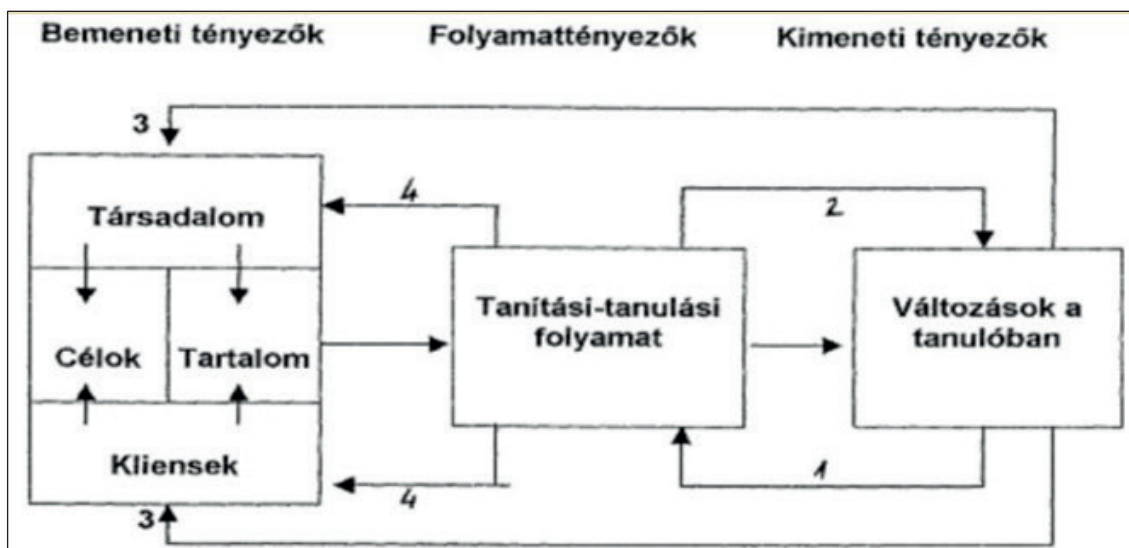 Bemeneti tényezők
Folyamattényezők
Kimeneti tényezők
3
4
2
Társadalom
Célok
Tartalom
Tanítási-tanulási
folyamat
Változások a
tanulóban
Kliensek
4
1
3